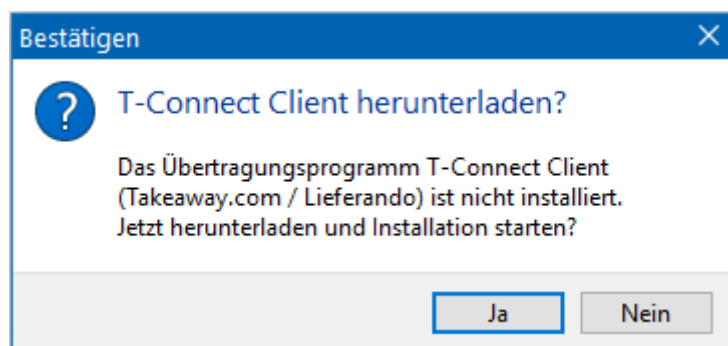 Bestätigen
T-Connect Client herunterladen?
Das Übertragungsprogramm T-Connect Client
(Takeaway.com / Lieferando) ist nicht installiert.
Jetzt herunterladen und Installation starten?
Ja
Nein